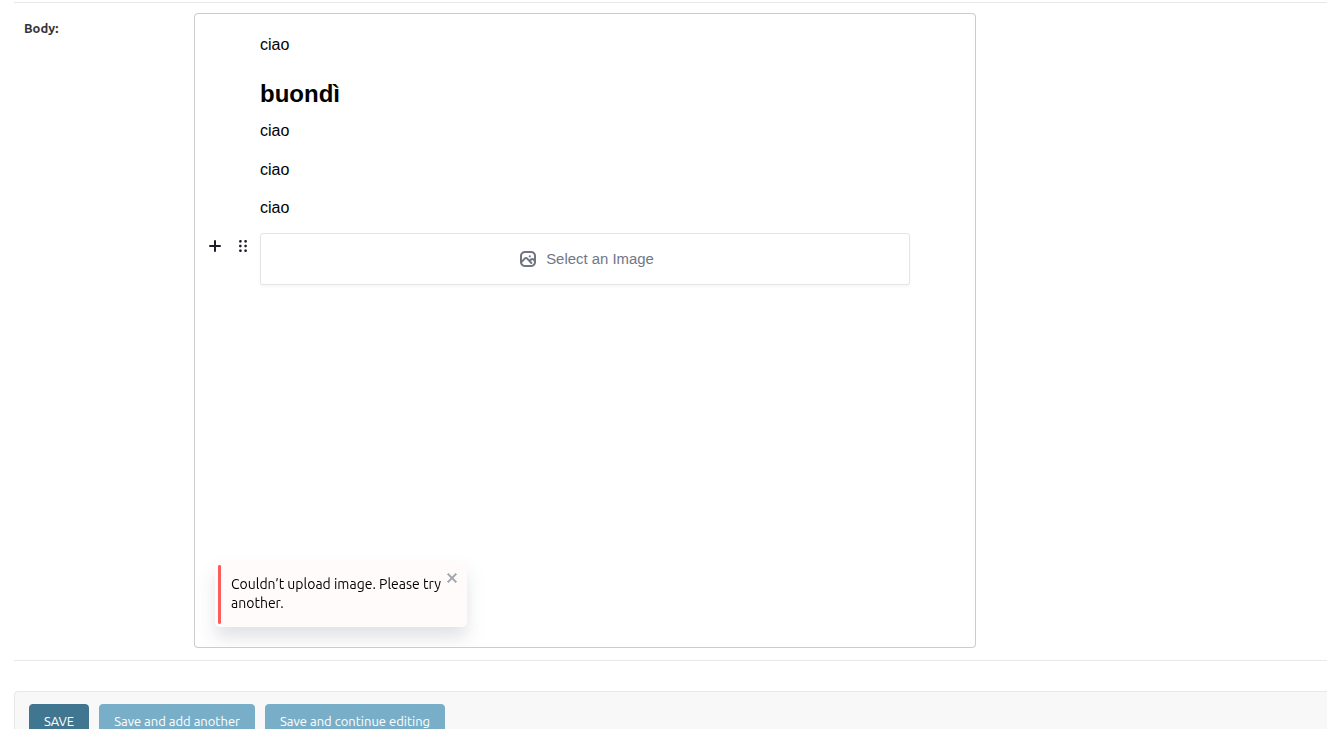 Body:
ciao
buondì
ciao
ciao
ciao
Select an Image
Couldn’t upload image. Please try
another.
SAVE
Save and add another
Save and continue editing